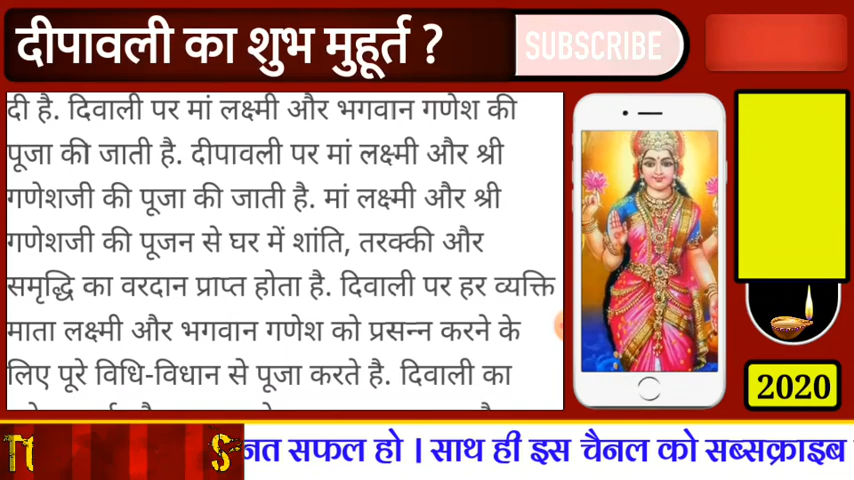 दीपावली का शुभ मुहूर्त ?
SUBSCRIBE
दी है. दिवाली पर मां लक्ष्मी और भगवान गणेश की
पूजा की जाती है. दीपावली पर मां लक्ष्मी और श्री
गणेशजी की पूजा की जाती है. मां लक्ष्मी और श्री
गणेशजी की पूजन से घर में शांति, तरक्की और
समृद्धि का वरदान प्राप्त होता है. दिवाली पर हर व्यक्ति
माता लक्ष्मी और भगवान गणेश को प्रसन्न करने के
लिए पूरे विधि-विधान से पूजा करते है. दिवाली का
2020
नत सफल हो । साथ ही इस चैनल को सब्सक्राइब